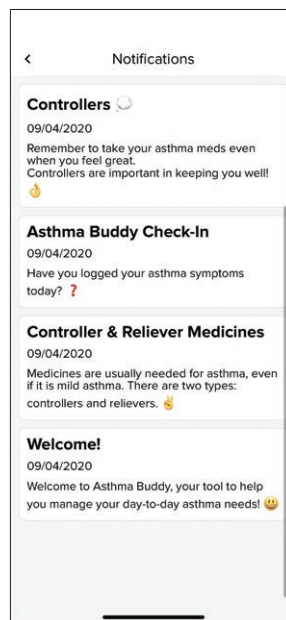 Notifications
Controllers 💭
09/04/2020
Remember to take your asthma meds even
when you feel great.
Controllers are important in keeping you well!
👌
Asthma Buddy Check-In
09/04/2020
Have you logged your asthma symptoms
today? ❓
Controller & Reliever Medicines
09/04/2020
Medicines are usually needed for asthma, even
if it is mild asthma. There are two types:
controllers and relievers. ✌️
Welcome!
09/04/2020
Welcome to Asthma Buddy, your tool to help
you manage your day-to-day asthma needs! 😃